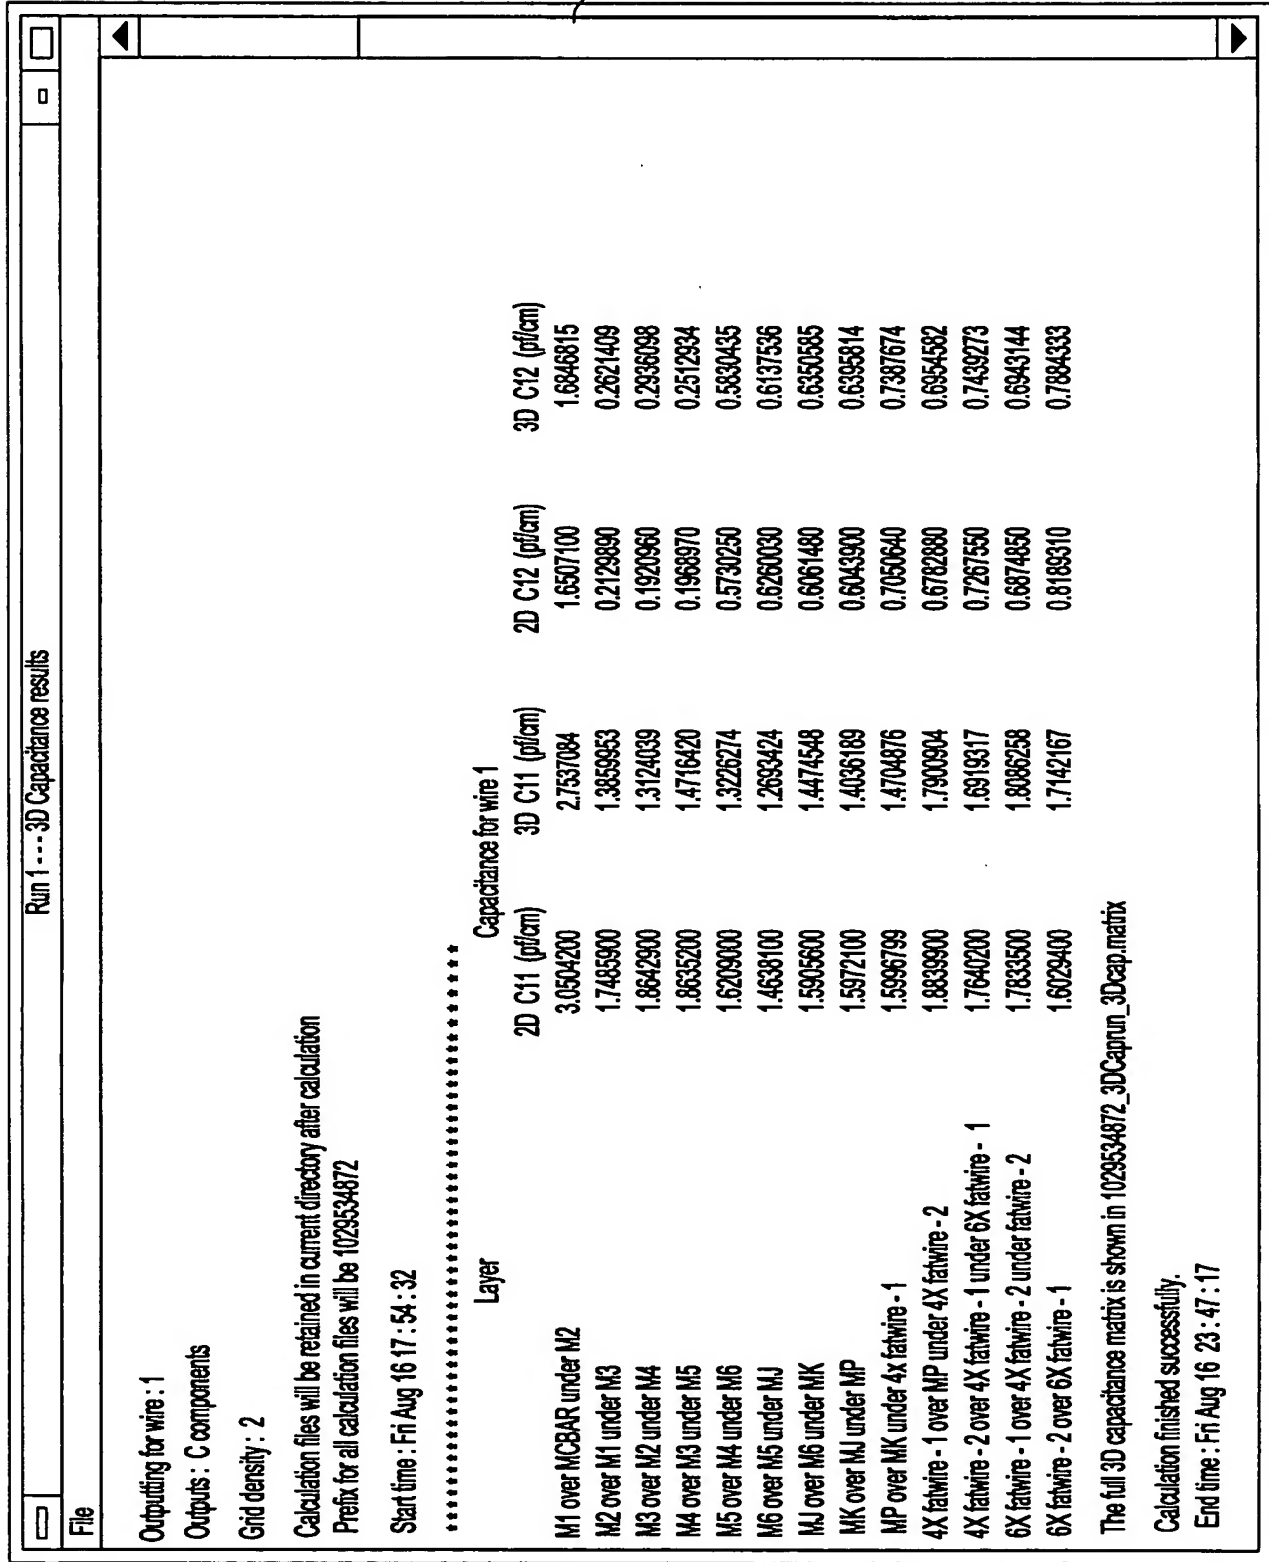 Run 1 --- 3D Capacitance results
File
Outputting for wire : 1
Outputs : C components
Grid density : 2
Calculation files will be retained in current directory after calculation
Prefix for all calculation files will be 1029534872
Start time : Fri Aug 16 17 : 54 : 32
******************************************************
Capacitance for wire 1
Layer 2D C11 (pf/cm) 3D C11 (pf/cm) 2D C12 (pf/cm) 3D C12 (pf/cm)
M1 over MCBAR under M2 3.0504200 2.7537084 1.6507100 1.6846815
M2 over M1 under M3 1.7485900 1.3859953 0.2129890 0.2621409
M3 over M2 under M4 1.8642900 1.3124039 0.1920960 0.2936098
M4 over M3 under M5 1.8635200 1.4716420 0.1968970 0.2512934
M5 over M4 under M6 1.6209000 1.3226274 0.5730250 0.5830435
M6 over M5 under MJ 1.4638100 1.2693424 0.6260030 0.6137536
MJ over M6 under MK 1.5905600 1.4474548 0.6061480 0.6350585
MK over MJ under MP 1.5972100 1.4036189 0.6043900 0.6395814
MP over MK under 4x fatwire - 1 1.5996799 1.4704876 0.7050640 0.7387674
4X fatwire - 1 over MP under 4X fatwire - 2 1.8839900 1.7900904 0.6782880 0.6954582
4X fatwire - 2 over 4X fatwire - 1 under 6X fatwire - 1 1.7640200 1.6919317 0.7267550 0.7439273
6X fatwire - 1 over 4X fatwire - 2 under fatwire - 2 1.7833500 1.8086258 0.6874850 0.6943144
6X fatwire - 2 over 6X fatwire - 1 1.6029400 1.7142167 0.8189310 0.7884333
The full 3D capacitance matrix is shown in 1029534872_3DCaprun_3Dcap.matrix
Calculation finished successfully.
End time : Fri Aug 16 23 : 47 : 17